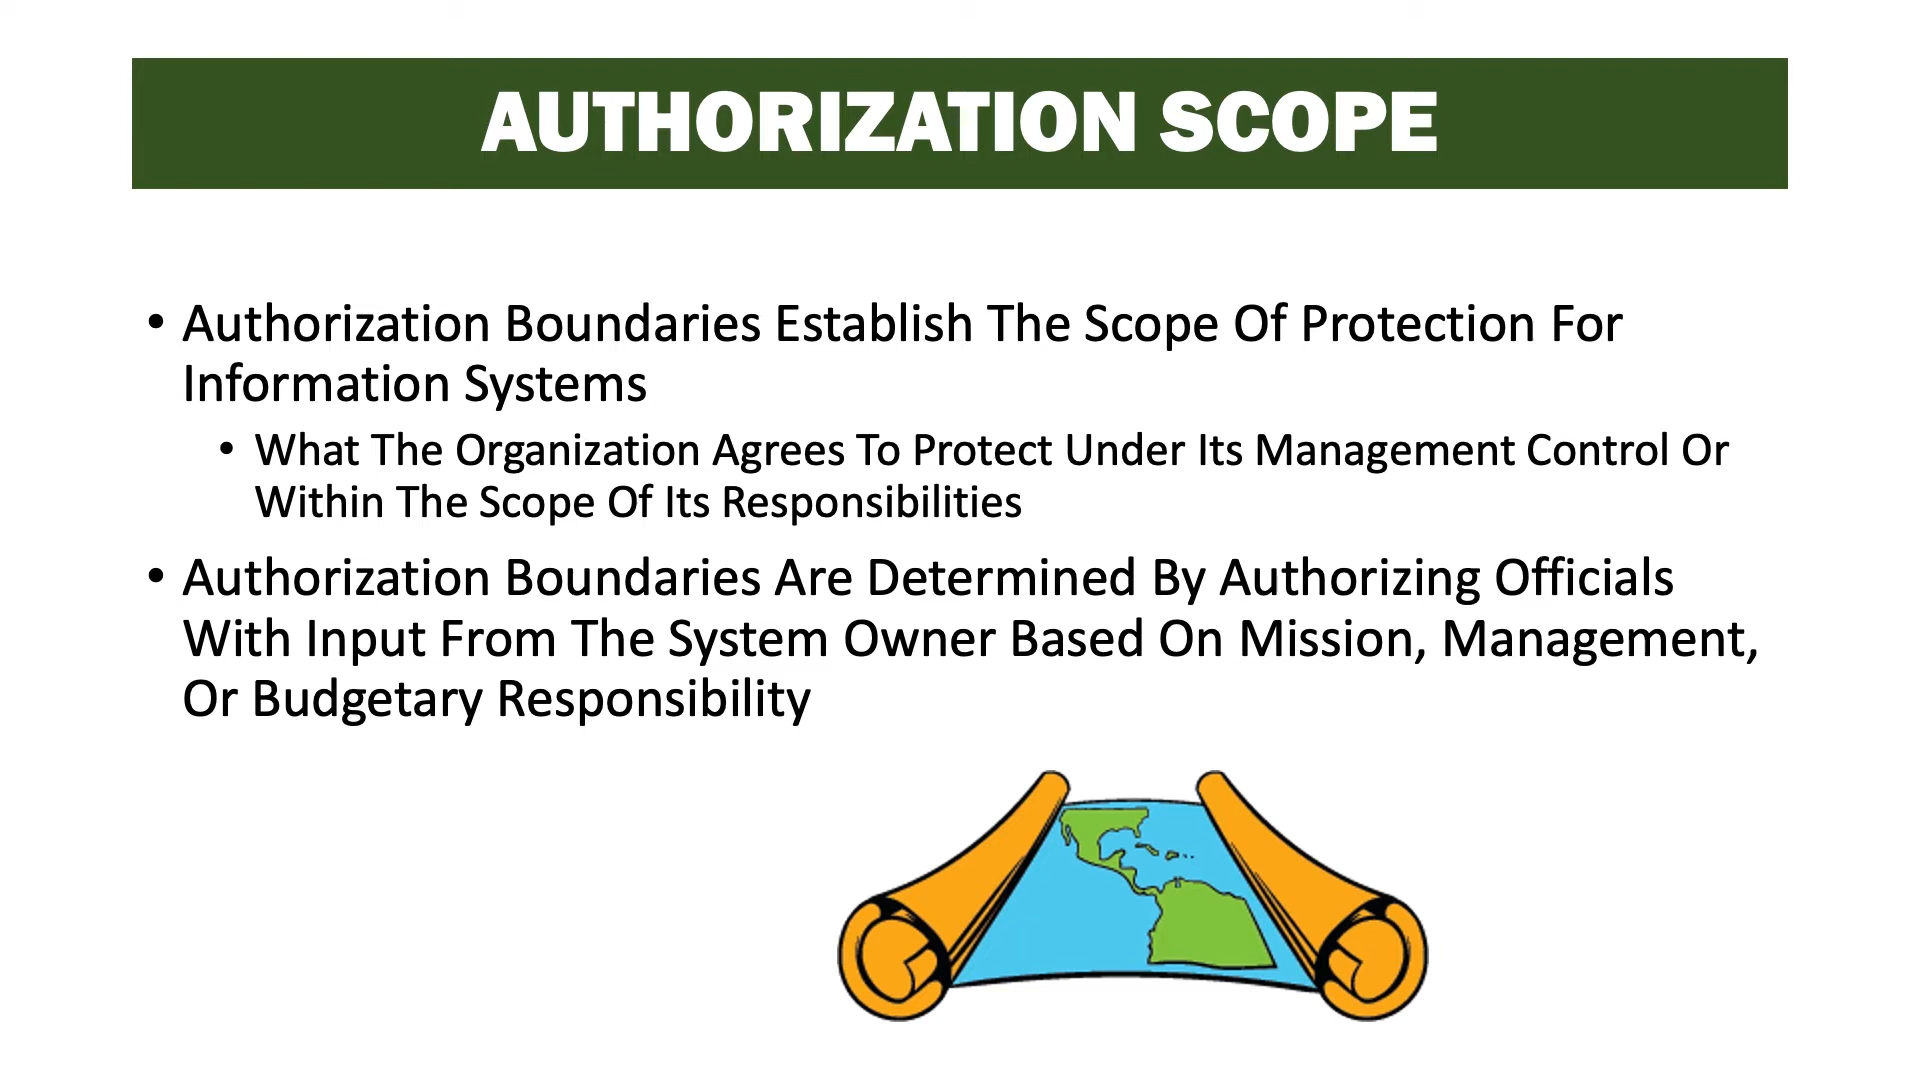 AUTHORIZATION SCOPE
• Authorization Boundaries Establish The Scope Of Protection For
Information Systems
• What The Organization Agrees To Protect Under Its Management Control Or
Within The Scope Of Its Responsibilities
• Authorization Boundaries Are Determined By Authorizing Officials
With Input From The System Owner Based On Mission, Management,
Or Budgetary Responsibility